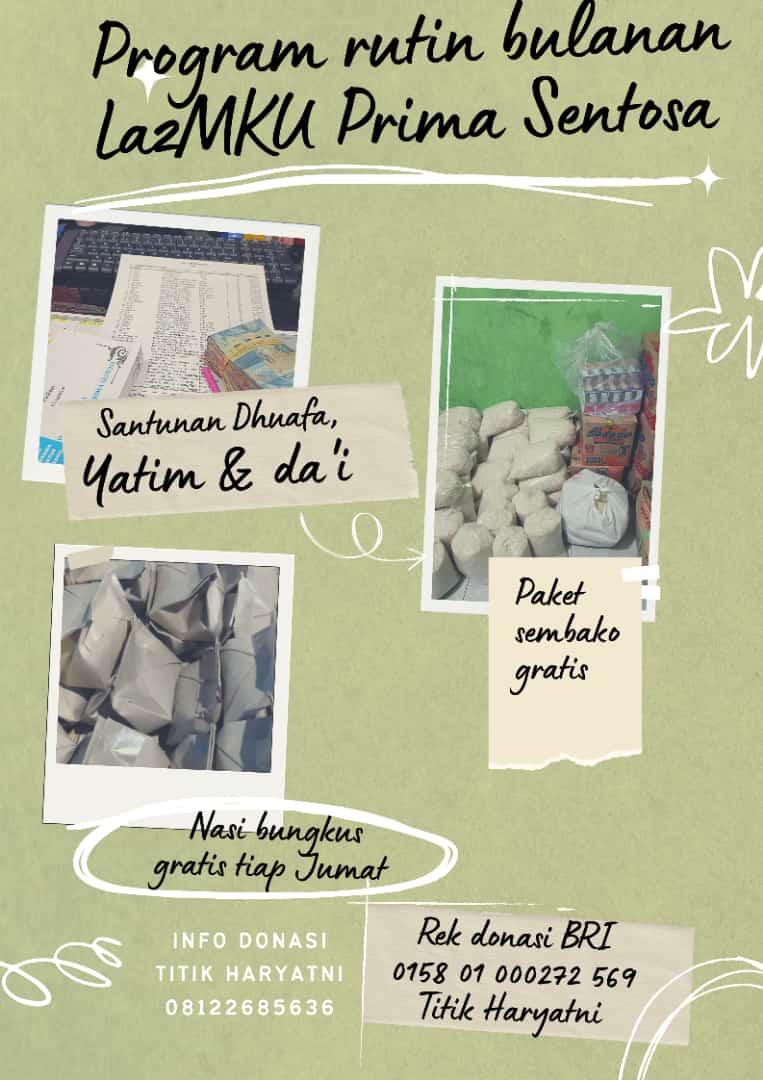 Program rutin bulanan
LazMKU Prima Sentosa
Santunan Dhuafa,
Yatim & da'i
Paket
sembako
gratis
Nasi bungkus
gratis tiap Jumat
INFO DONASI
TITIK HARYATNI
08122685636
Rek donasi BRI
0158 01 000272 569
Titik Haryatni